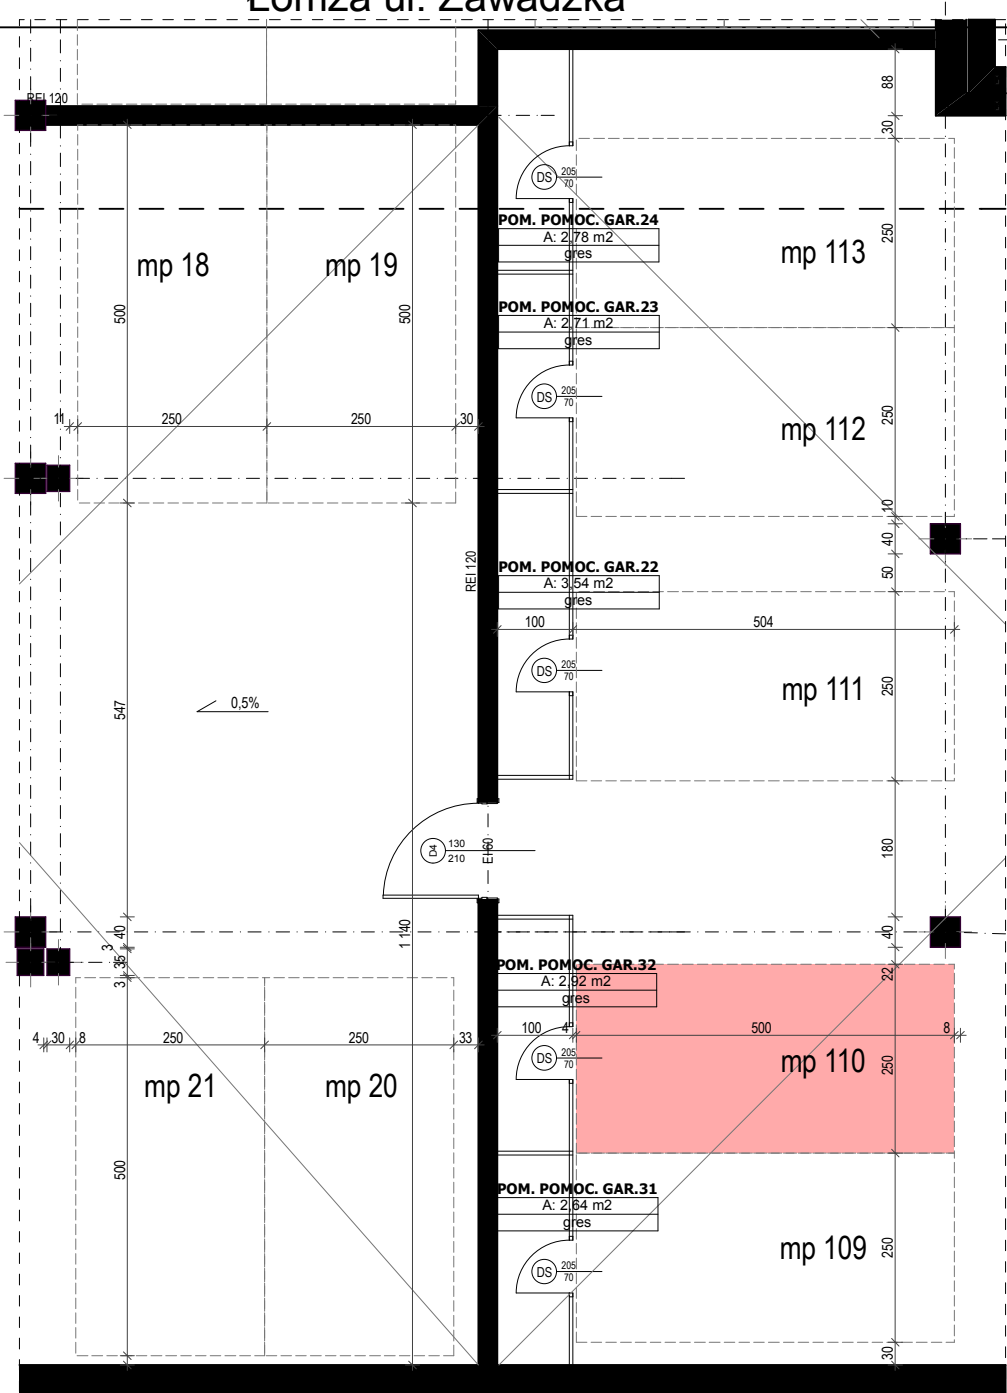 Łomża ul. Zawadzka
REI 120
88
30
DS 205
70
POM. POMOC. GAR.24
A: 2,78 m2
gres
mp 18
mp 19
mp 113
250
500
500
POM. POMOC. GAR.23
A: 2,71 m2
gres
DS 205
70
11
250
250
30
mp 112
250
10
40
50
REI 120
POM. POMOC. GAR.22
A: 3,54 m2
gres
100
504
DS 205
70
mp 111
250
547
0,5%
D4 130
210
EI 60
180
40
3
35
3
1 140
40
22
POM. POMOC. GAR.32
A: 2,92 m2
gres
4
30
8
250
250
33
100
4
500
8
DS 205
70
mp 110
250
mp 21
mp 20
500
POM. POMOC. GAR.31
A: 2,64 m2
gres
mp 109
250
DS 205
70
30